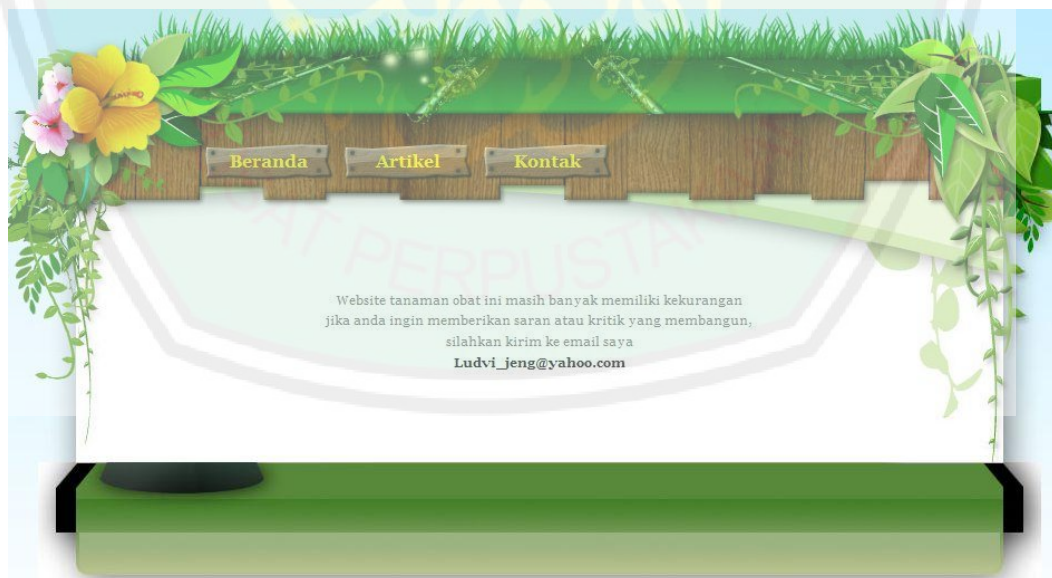 Beranda Artikel Kontak
PERPUSTAK
Website tanaman obat ini masih banyak memiliki kekurangan
jika anda ingin memberikan saran atau kritik yang membangun,
silahkan kirim ke email saya
Ludvi_jeng@yahoo.com